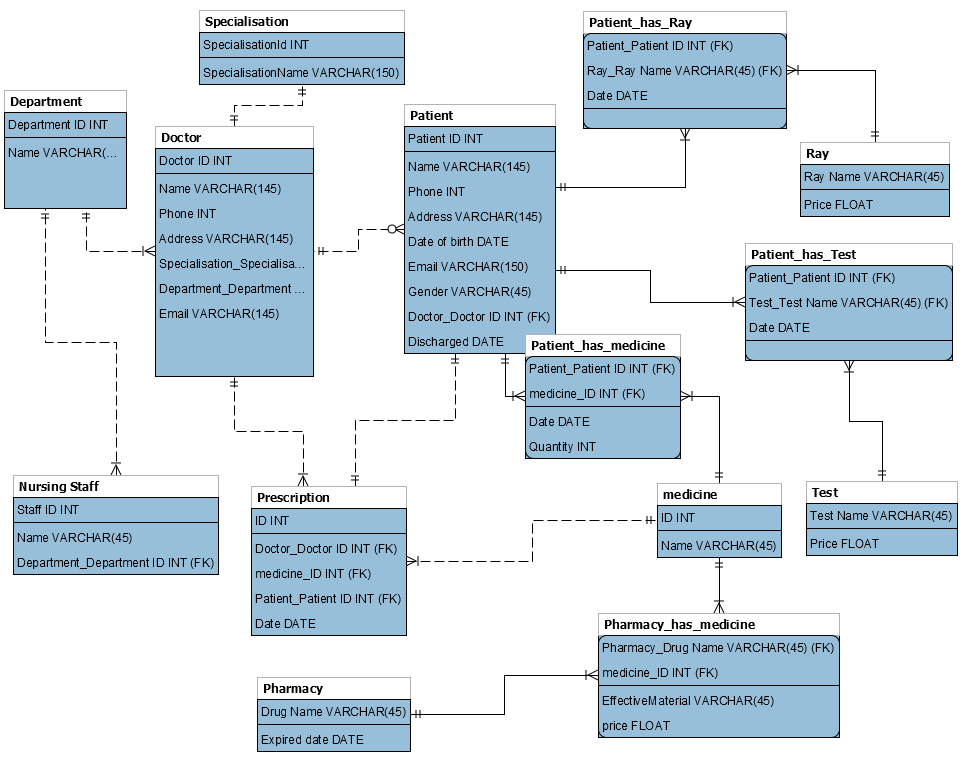 Specialisation
SpecialisationId INT
SpecialisationName VARCHAR(150)
Patient_has_Ray
Patient_Patient ID INT (FK)
Ray_Ray Name VARCHAR(45) (FK)
Date DATE
Department
Department ID INT
Name VARCHAR(...
Doctor
Doctor ID INT
Name VARCHAR(145)
Phone INT
Address VARCHAR(145)
Specialisation_Specialisa...
Department_Department ...
Email VARCHAR(145)
Patient
Patient ID INT
Name VARCHAR(145)
Phone INT
Address VARCHAR(145)
Date of birth DATE
Email VARCHAR(150)
Gender VARCHAR(45)
Doctor_Doctor ID INT (FK)
Discharged DATE
Ray
Ray Name VARCHAR(45)
Price FLOAT
Patient_has_Test
Patient_Patient ID INT (FK)
Test_Test Name VARCHAR(45) (FK)
Date DATE
Patient_has_medicine
Patient_Patient ID INT (FK)
medicine_ID INT (FK)
Date DATE
Quantity INT
Nursing Staff
Staff ID INT
Name VARCHAR(45)
Department_Department ID INT (FK)
Prescription
ID INT
Doctor_Doctor ID INT (FK)
medicine_ID INT (FK)
Patient_Patient ID INT (FK)
Date DATE
medicine
ID INT
Name VARCHAR(45)
Test
Test Name VARCHAR(45)
Price FLOAT
Pharmacy_has_medicine
Pharmacy_Drug Name VARCHAR(45) (FK)
medicine_ID INT (FK)
EffectiveMaterial VARCHAR(45)
price FLOAT
Pharmacy
Drug Name VARCHAR(45)
Expired date DATE